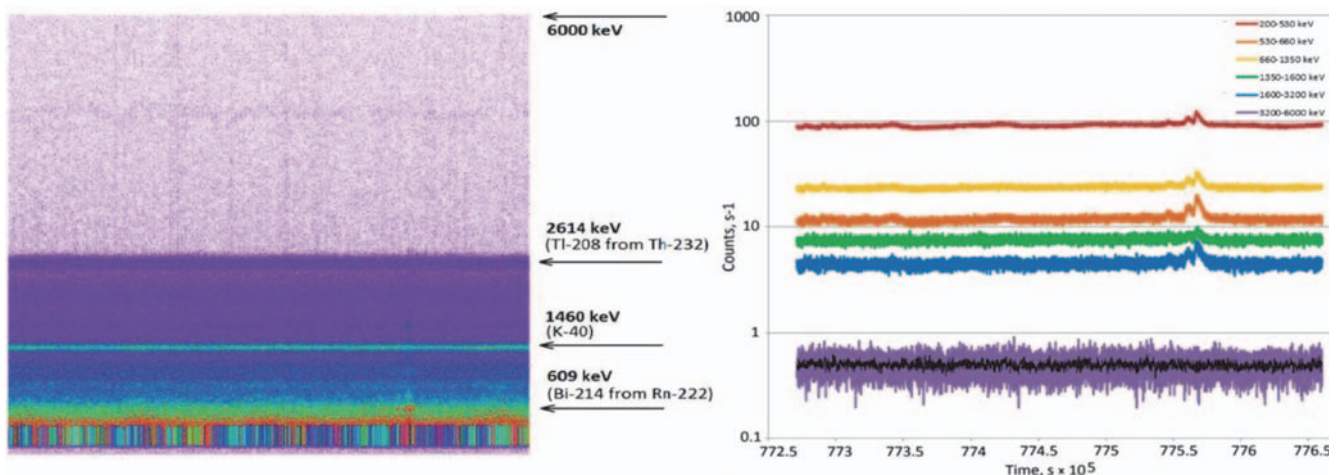 6000 keV
2614 keV
(Tl-208 from Th-232)
1460 keV
(K-40)
609 keV
(Bi-214 from Rn-222)
1000
100
10
1
0.1
Counts, s-1
200-530 keV
530-660 keV
660-1350 keV
1350-1600 keV
1600-3200 keV
3200-6000 keV
772.5 773 773.5 774 774.5 775 775.5 776 776.5
Time, s x 10⁵